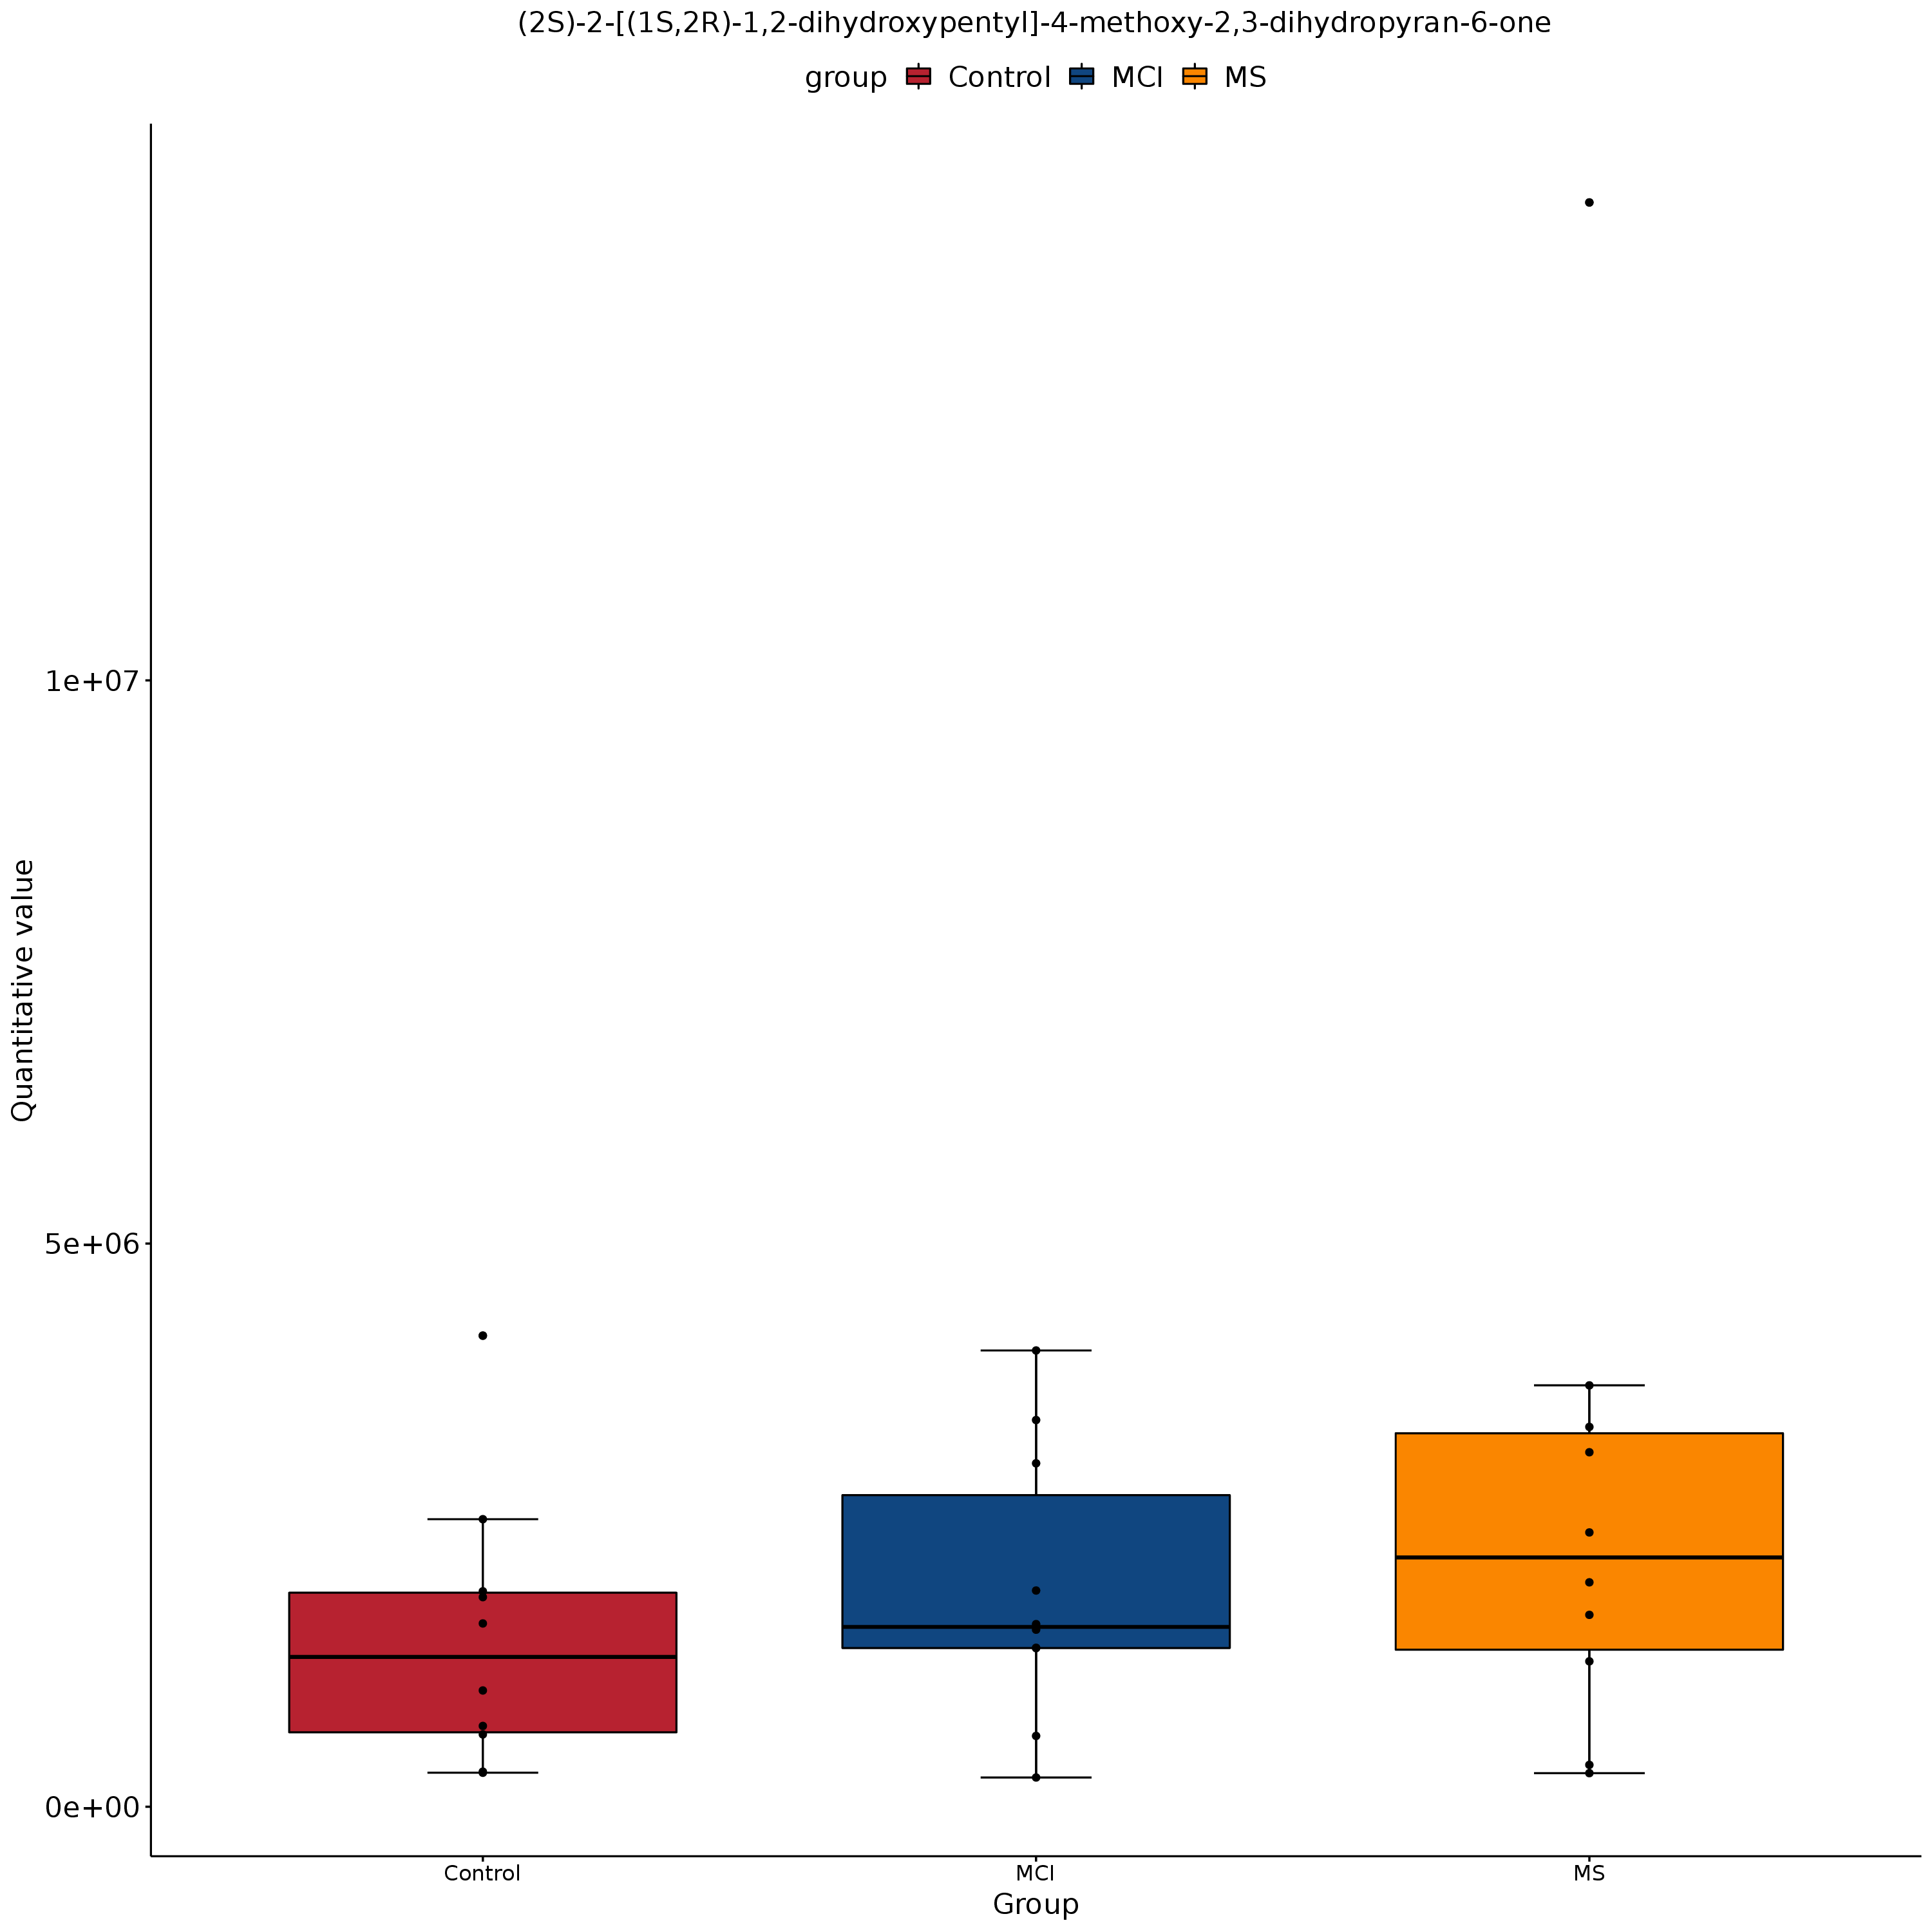 (2S)-2-[(1S,2R)-1,2-dihydroxypentyl]-4-methoxy-2,3-dihydropyran-6-one
group Control MCI MS
Quantitative value
1e+07
5e+06
0e+00
Control MCI MS
Group